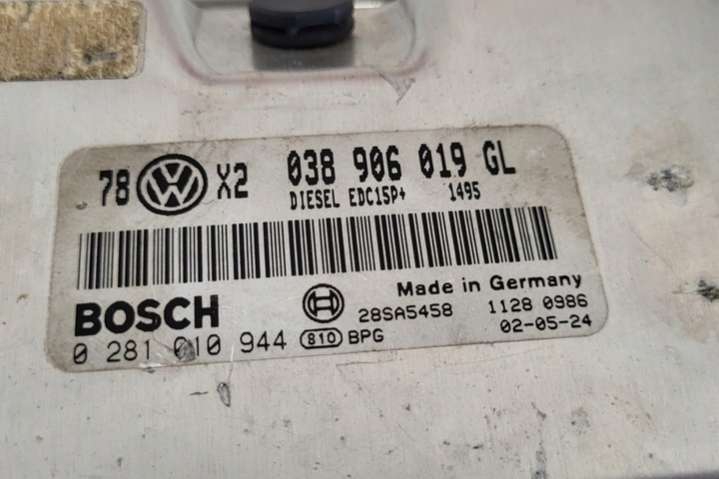 78 VW X2 038 906 019 GL
DIESEL EDC15P+ 1495
Made in Germany
BOSCH 28SA5458 1128 0986
0 281 010 944 810 BPG 02-05-24